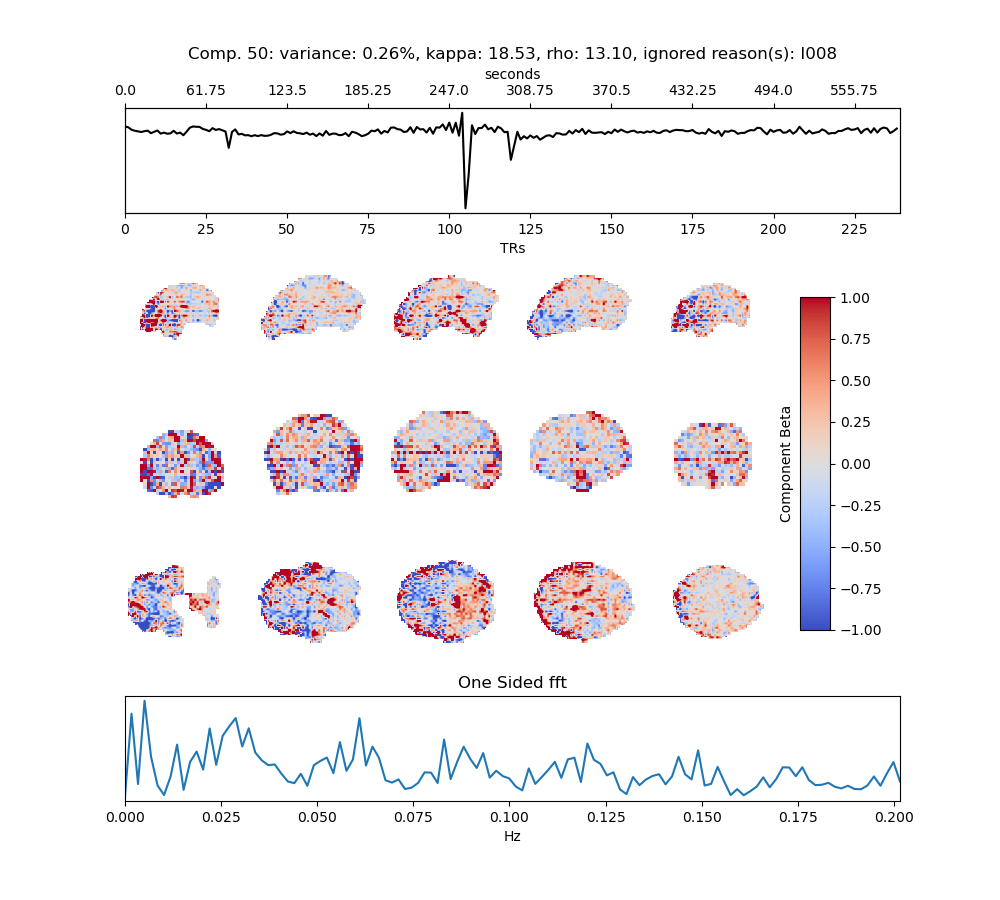 Comp. 50: variance: 0.26%, kappa: 18.53, rho: 13.10, ignored reason(s): I008
seconds
0.0 61.75 123.5 185.25 247.0 308.75 370.5 432.25 494.0 555.75
0 25 50 75 100 125 150 175 200 225
TRs
1.00
0.75
0.50
0.25
0.00
−0.25
−0.50
−0.75
−1.00
Component Beta
One Sided fft
0.000 0.025 0.050 0.075 0.100 0.125 0.150 0.175 0.200
Hz